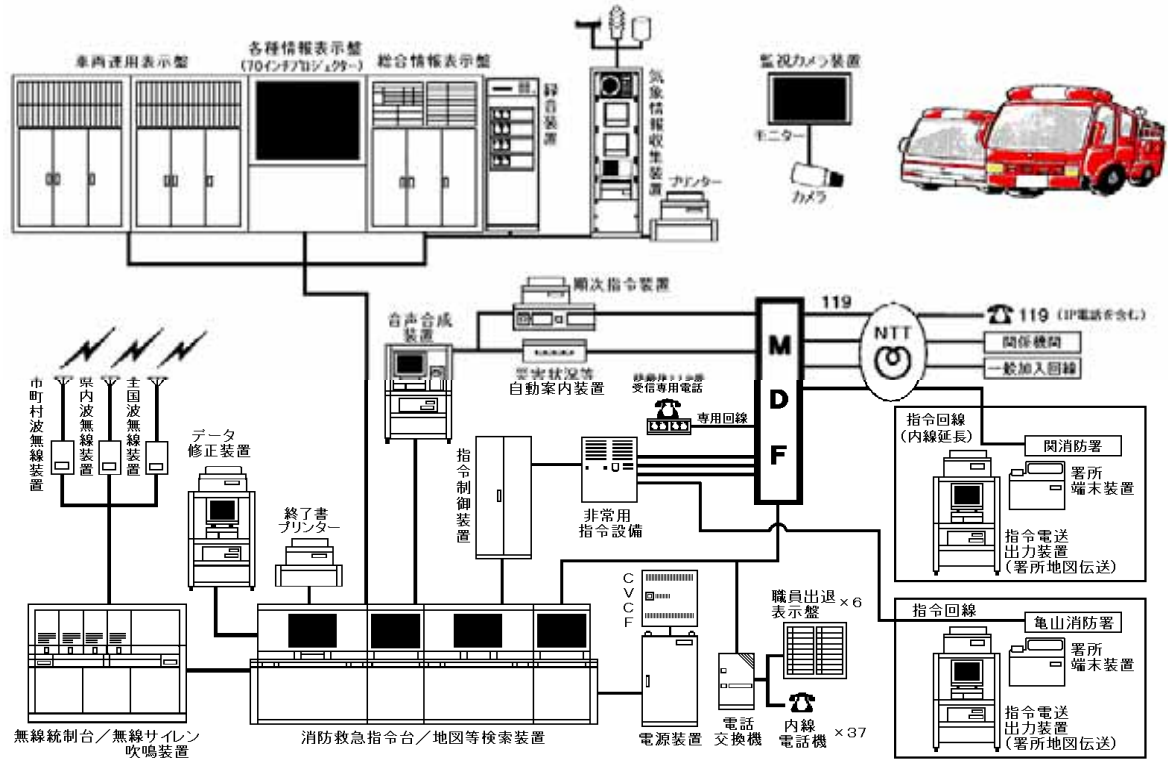 車両運用表示盤
各種情報表示盤
(70インチプロジェクター)
総合情報表示盤
録音装置
気象情報収集装置
プリンター
監視カメラ装置
モニター
カメラ
順次指令装置
音声合成
装置
災害状況等
自動案内装置
受信専用電話
専用回線
MDF
119
NTT
119 (IP電話を含む)
関係機関
一般加入回線
市町村波無線装置
県内波無線装置
データ
修正装置
終了書
プリンター
指令制御装置
非常用
指令設備
指令回線
(内線延長)
関消防署
署所
端末装置
指令電送
出力装置
(署所地図伝送)
指令回線
亀山消防署
署所
端末装置
指令電送
出力装置
(署所地図伝送)
CVCF
職員出退
表示盤×6
無線統制台／無線サイレン
吹鳴装置
消防救急指令台／地図等検索装置
電源装置
電話
交換機
内線
電話機×37